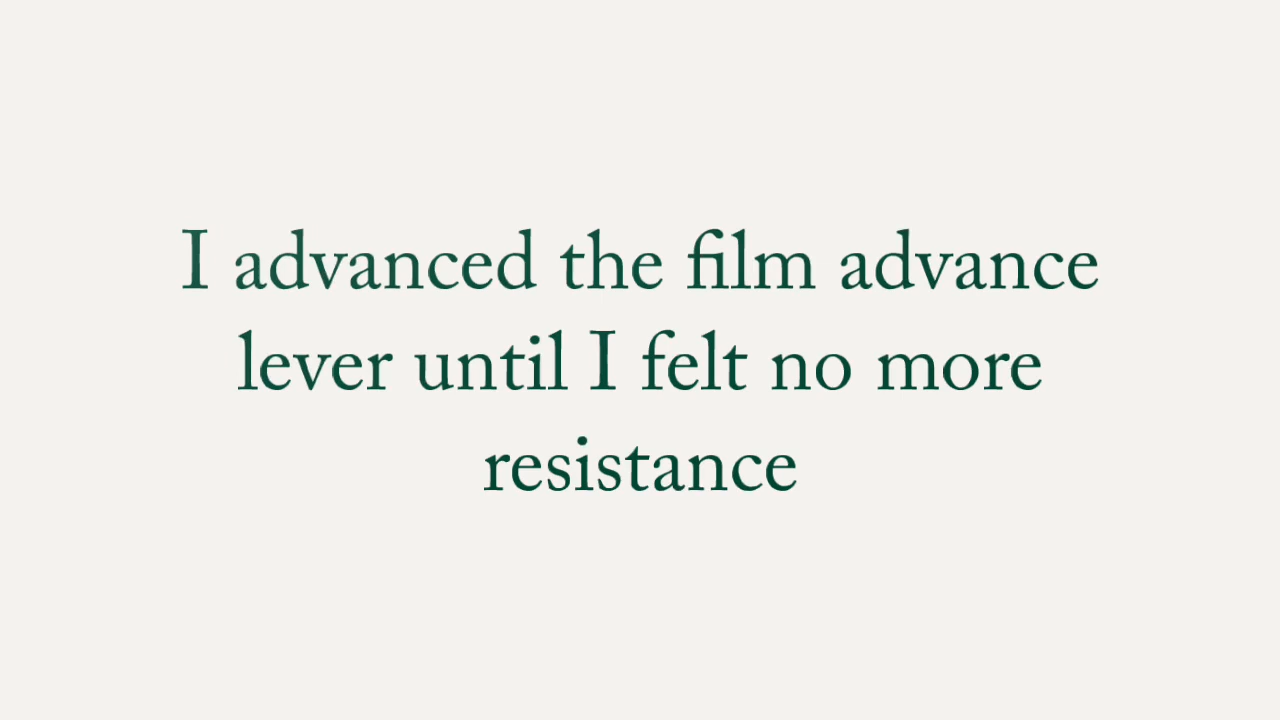 I advanced the film advance
lever until I felt no more
resistance